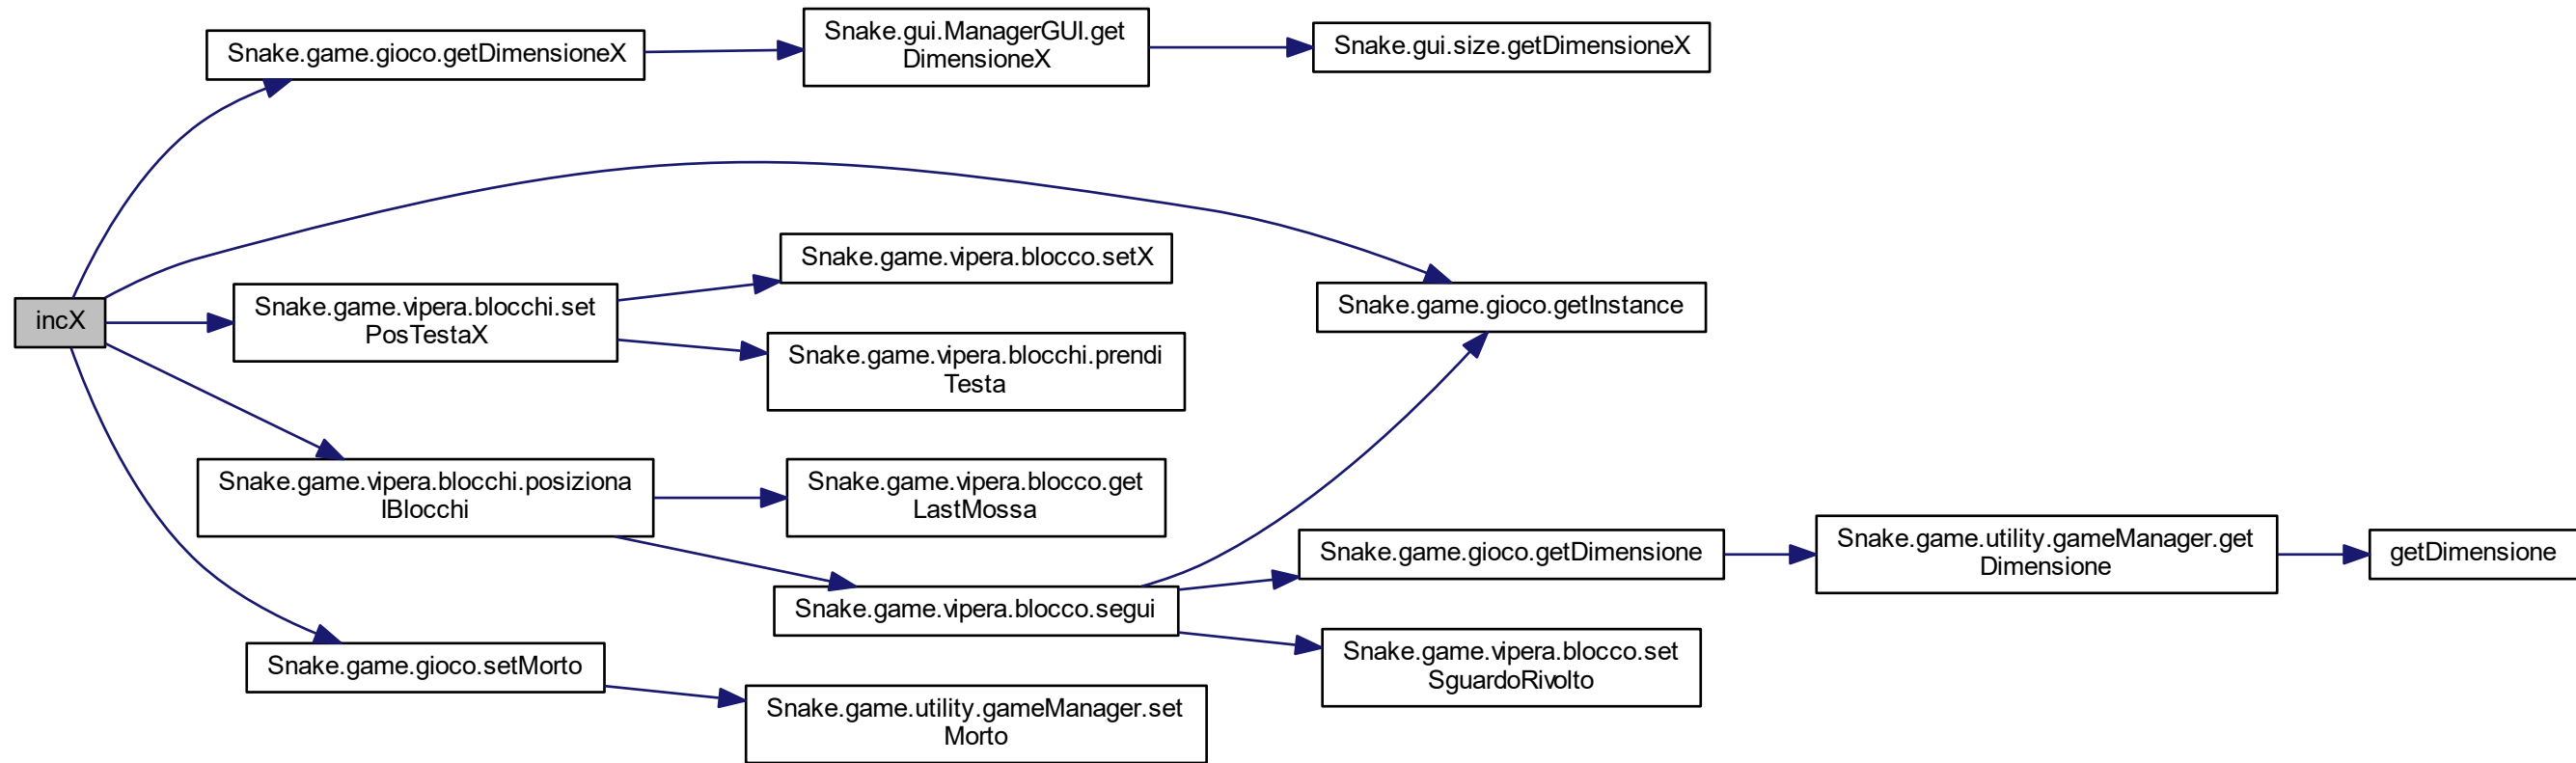 Snake.game.gioco.getDimensioneX
Snake.gui.ManagerGUI.get
DimensioneX
Snake.gui.size.getDimensioneX
incX
Snake.game.vipera.blocchi.set
PosTestaX
Snake.game.vipera.blocco.setX
Snake.game.vipera.blocchi.prendi
Testa
Snake.game.gioco.getInstance
Snake.game.vipera.blocchi.posiziona
IBlocchi
Snake.game.vipera.blocco.get
LastMossa
Snake.game.vipera.blocco.segui
Snake.game.gioco.getDimensione
Snake.game.utility.gameManager.get
Dimensione
getDimensione
Snake.game.vipera.blocco.set
SguardoRivolto
Snake.game.gioco.setMorto
Snake.game.utility.gameManager.set
Morto